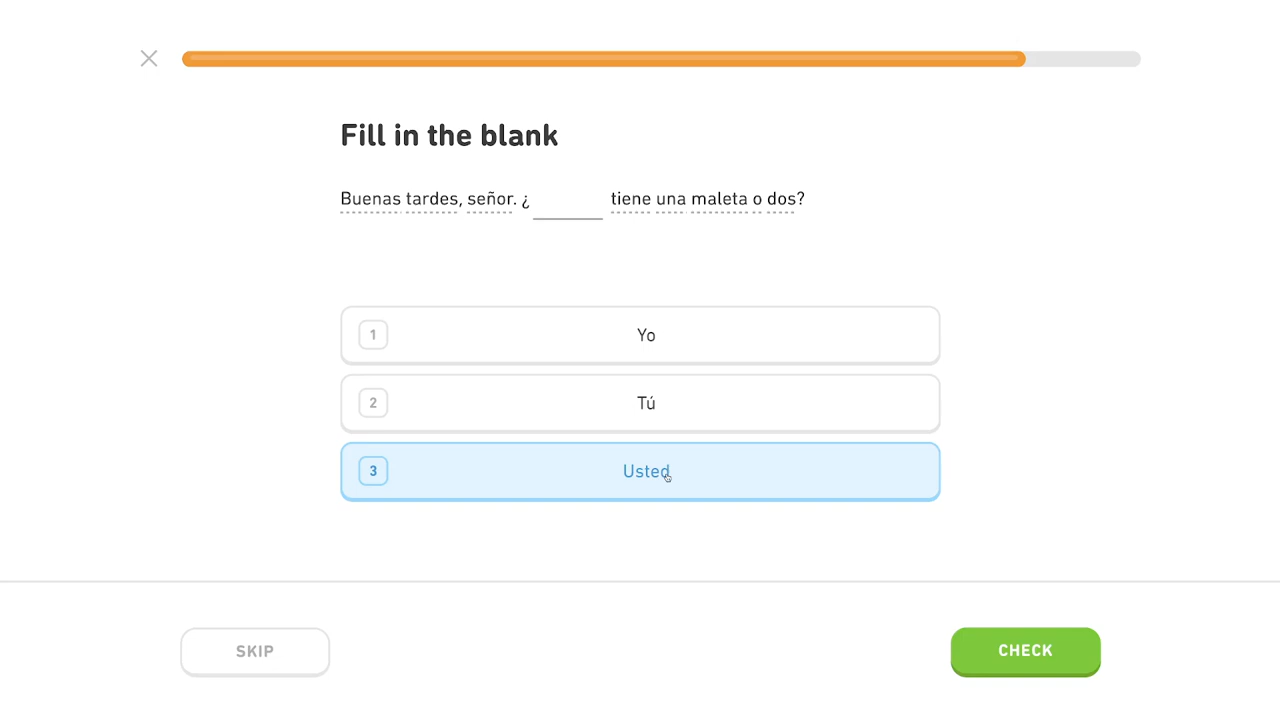 Fill in the blank
Buenas tardes, señor. ¿ tiene una maleta o dos?
1 Yo
2 Tú
3 Usted
SKIP CHECK